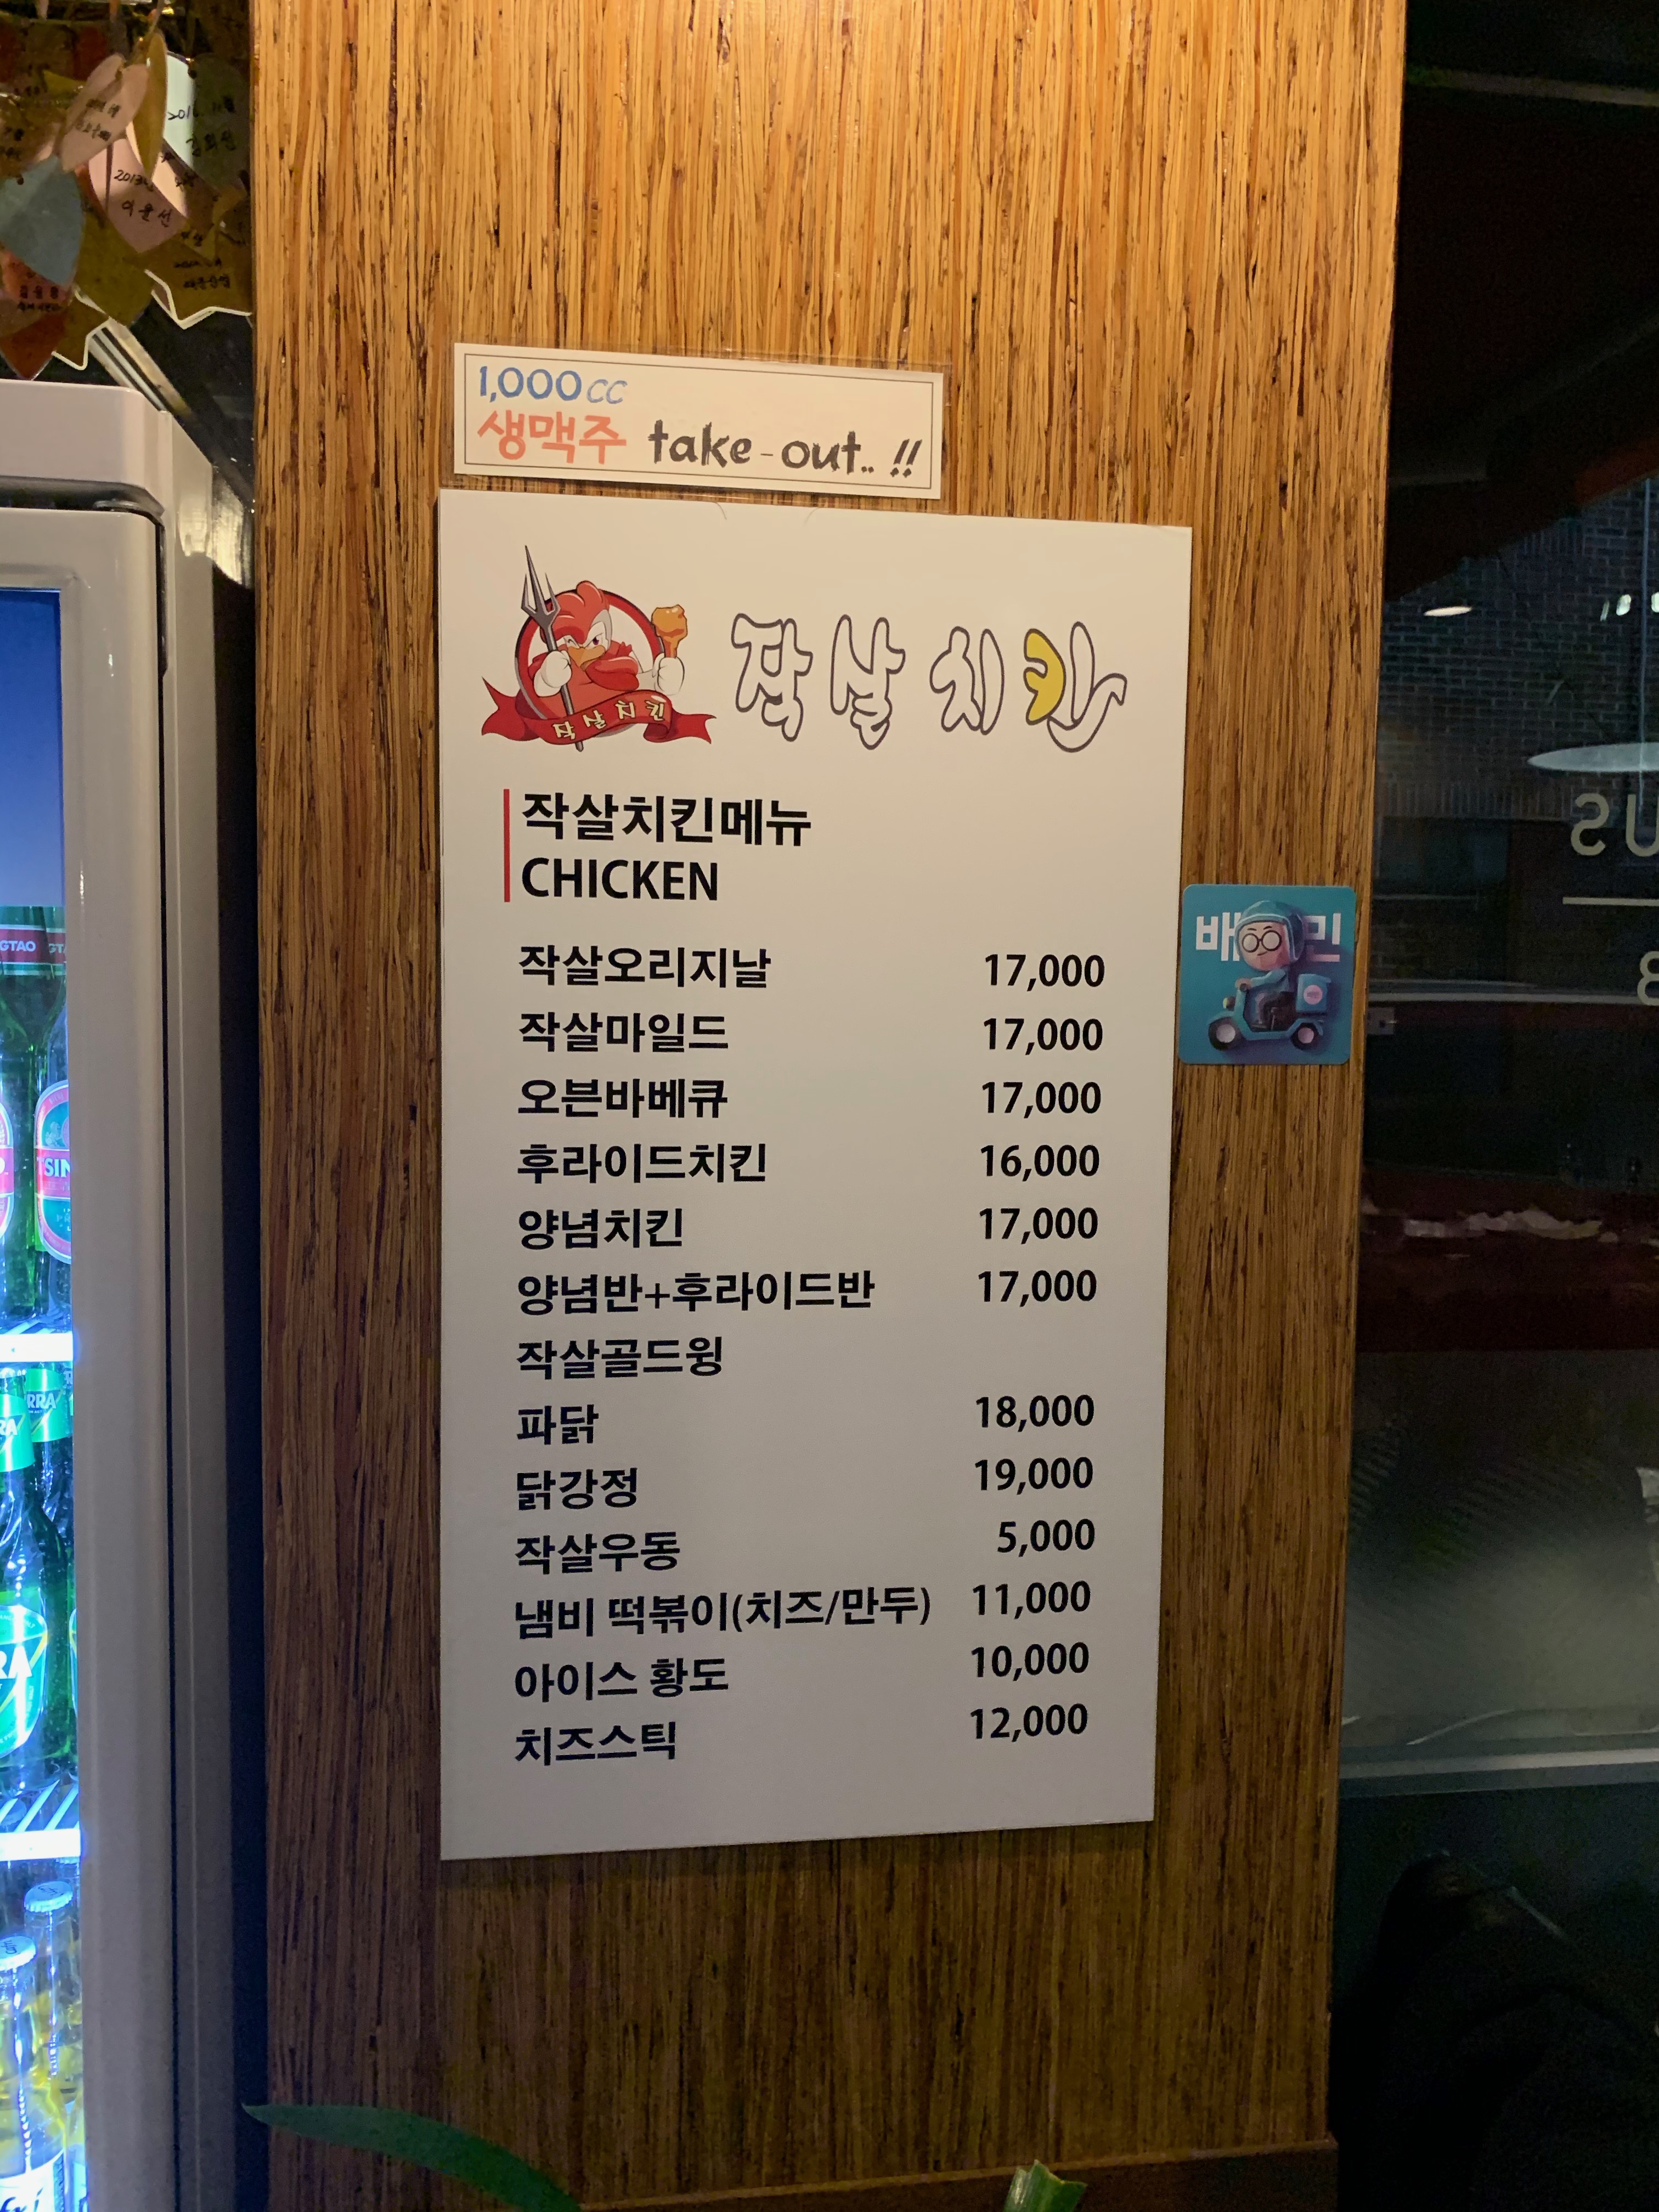 1,000cc
생맥주 take-out.. !!
작살치킨
작살치킨
작살치킨메뉴
CHICKEN
작살오리지날 17,000
작살마일드 17,000
오븐바베큐 17,000
후라이드치킨 16,000
양념치킨 17,000
양념반+후라이드반 17,000
작살골드윙
파닭 18,000
닭강정 19,000
작살우동 5,000
냄비 떡볶이(치즈/만두) 11,000
아이스 황도 10,000
치즈스틱 12,000
배 민
이윤선